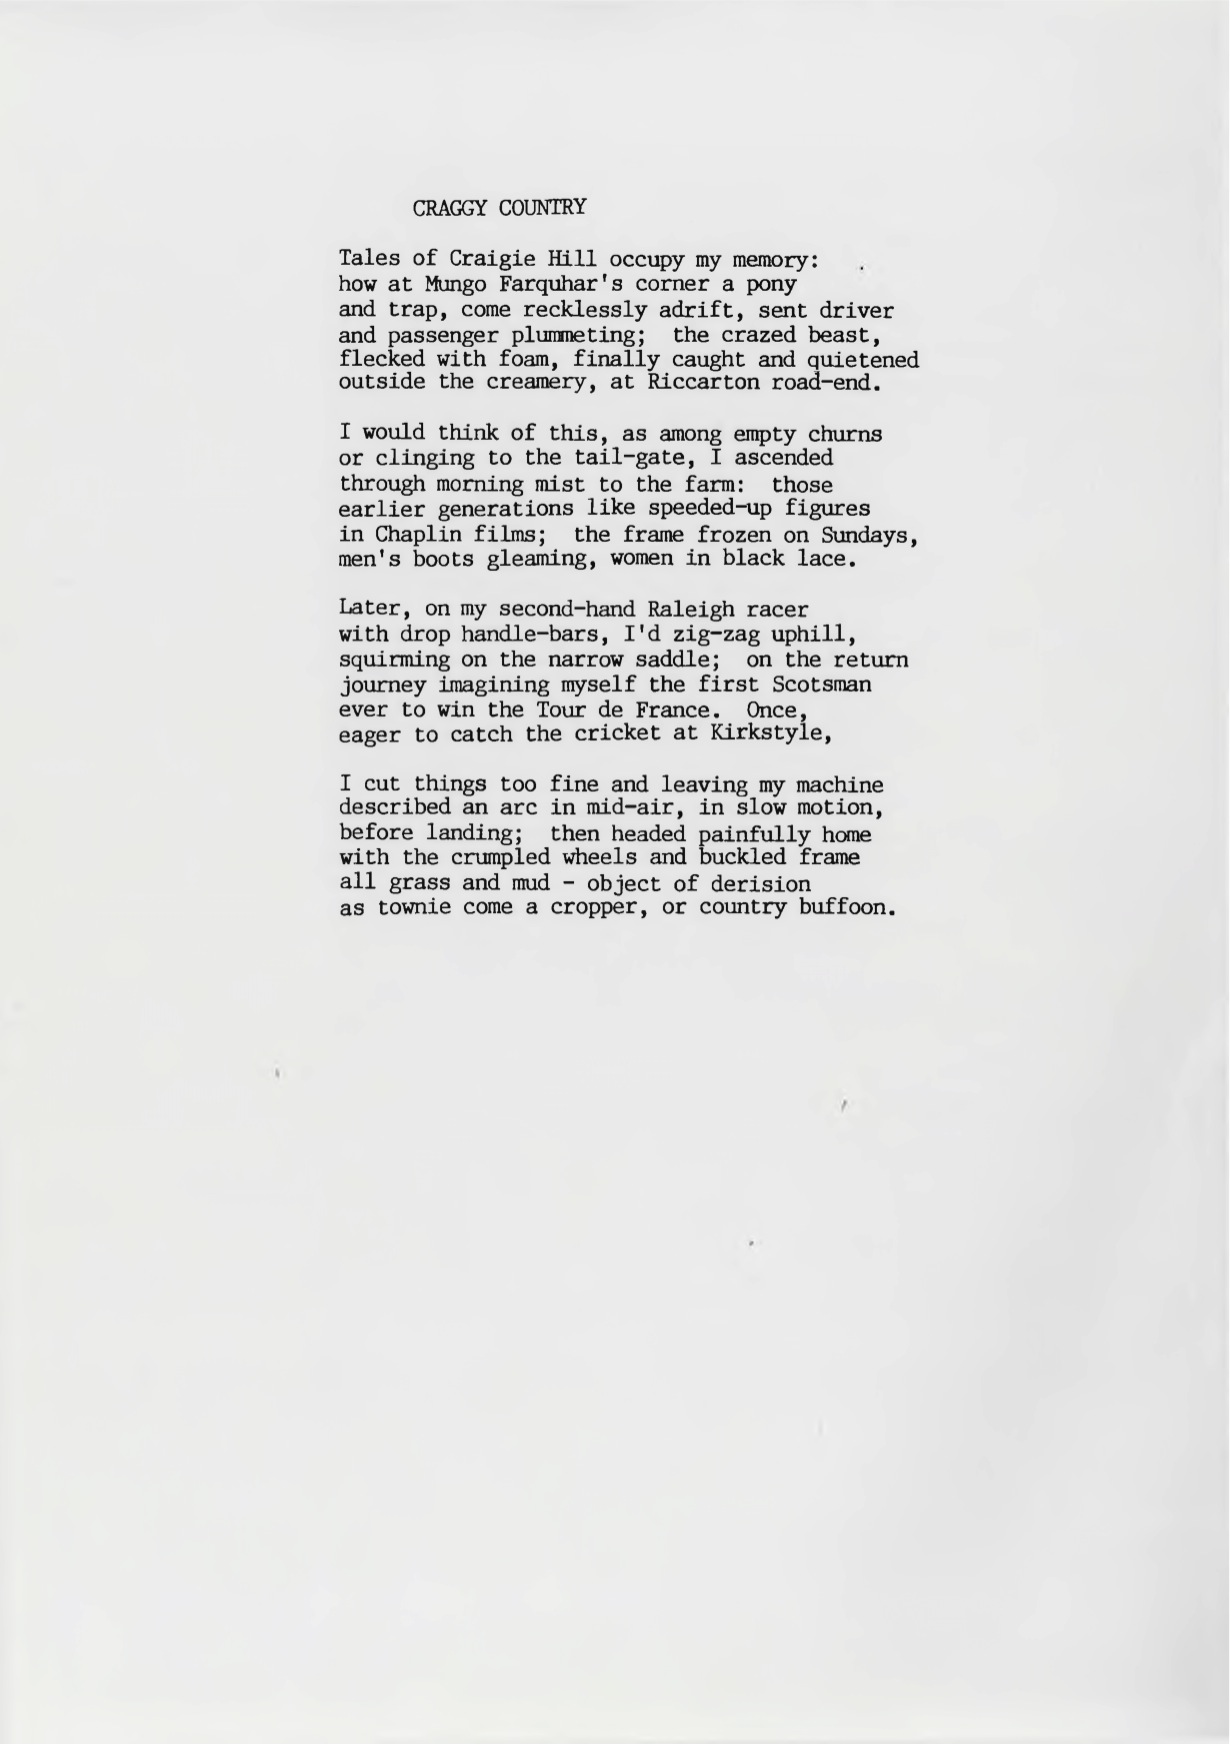 CRAGGY COUNTRY
Tales of Craigie Hill occupy my memory:
how at Mungo Farquhar's corner a pony
and trap, come recklessly adrift, sent driver
and passenger plummeting;  the crazed beast,
flecked with foam, finally caught and quietened
outside the creamery, at Riccarton road-end.
I would think of this, as among empty churns
or clinging to the tail-gate, I ascended
through morning mist to the farm:  those
earlier generations like speeded-up figures
in Chaplin films;  the frame frozen on Sundays,
men's boots gleaming, women in black lace.
Later, on my second-hand Raleigh racer
with drop handle-bars, I'd zig-zag uphill,
squirming on the narrow saddle;  on the return
journey imagining myself the first Scotsman
ever to win the Tour de France.  Once,
eager to catch the cricket at Kirkstyle,
I cut things too fine and leaving my machine
described an arc in mid-air, in slow motion,
before landing;  then headed painfully home
with the crumpled wheels and buckled frame
all grass and mud - object of derision
as townie come a cropper, or country buffoon.